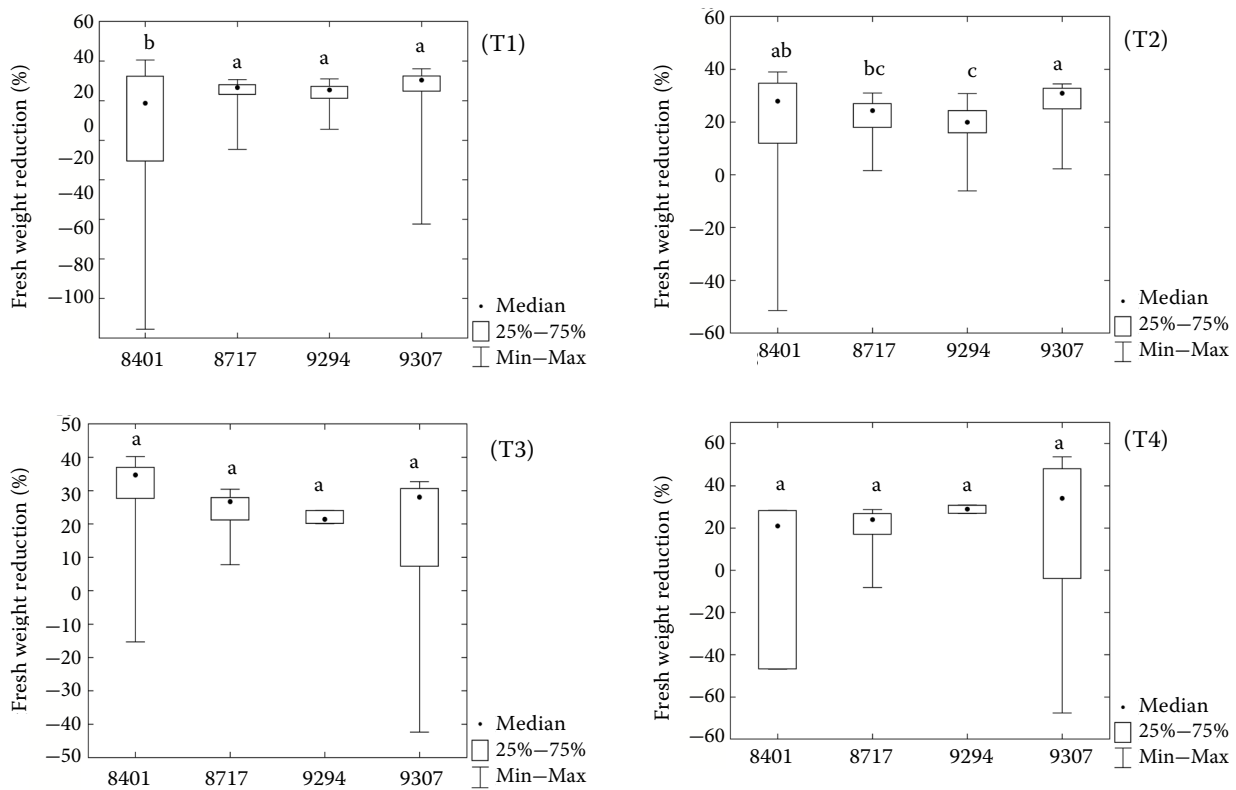 (T1)
Fresh weight reduction (%)
60
40
20
0
−20
−40
−60
−80
−100
b
a
a
a
8401
8717
9294
9307
Median
25%−75%
Min−Max
(T2)
Fresh weight reduction (%)
60
40
20
0
−20
−40
−60
ab
bc
c
a
8401
8717
9294
9307
Median
25%−75%
Min−Max
(T3)
Fresh weight reduction (%)
50
40
30
20
10
0
−10
−20
−30
−40
−50
a
a
a
a
8401
8717
9294
9307
Median
25%−75%
Min−Max
(T4)
Fresh weight reduction (%)
60
40
20
0
−20
−40
−60
−60
a
a
a
a
8401
8717
9294
9307
Median
25%−75%
Min−Max